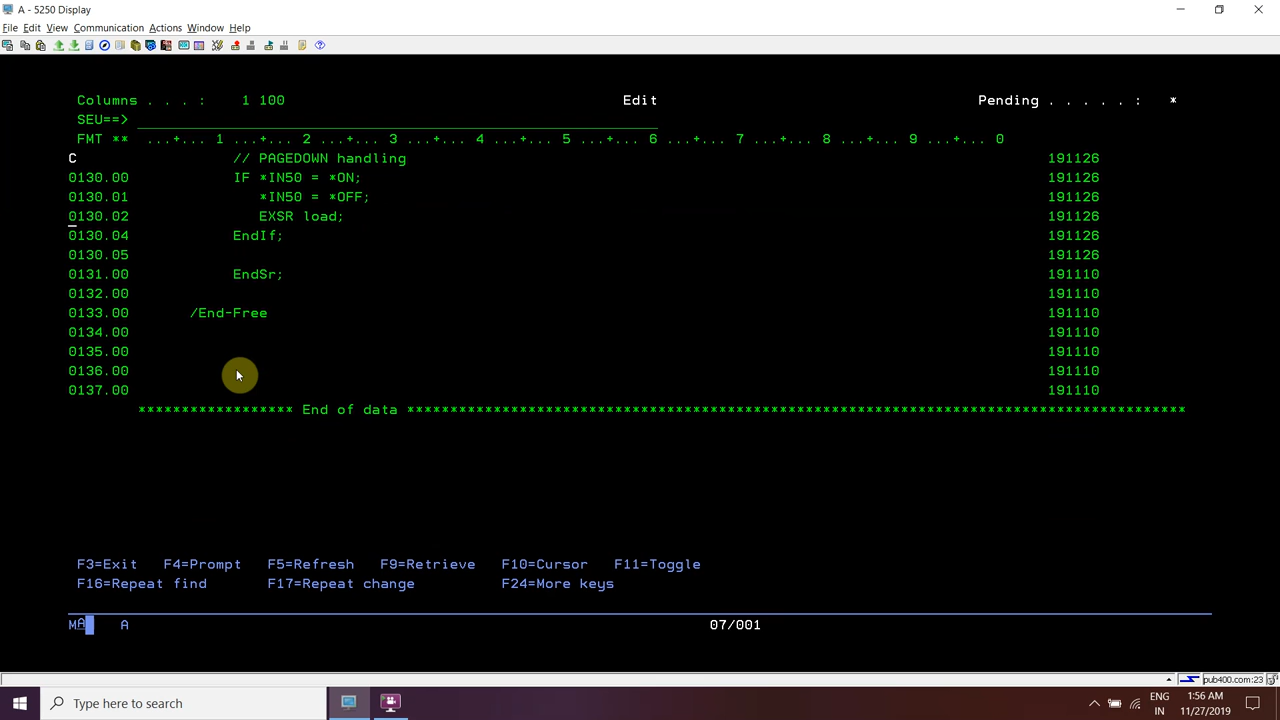 A - 5250 Display
File Edit View Communication Actions Window Help
Columns . . . : 1 100 Edit Pending . . . . . : *
SEU==>
FMT ** ...+... 1 ...+... 2 ...+... 3 ...+... 4 ...+... 5 ...+... 6 ...+... 7 ...+... 8 ...+... 9 ...+... 0
C // PAGEDOWN handling 191126
0130.00 IF *IN50 = *ON; 191126
0130.01 *IN50 = *OFF; 191126
0130.02 EXSR load; 191126
0130.04 EndIf; 191126
0130.05 191126
0131.00 EndSr; 191110
0132.00 191110
0133.00 /End-Free 191110
0134.00 191110
0135.00 191110
0136.00 191110
0137.00 191110
****************** End of data ******************************************************************************************
F3=Exit F4=Prompt F5=Refresh F9=Retrieve F10=Cursor F11=Toggle
F16=Repeat find F17=Repeat change F24=More keys
MA A 07/001
pub400.com:23
Type here to search
ENG 1:56 AM
IN 11/27/2019